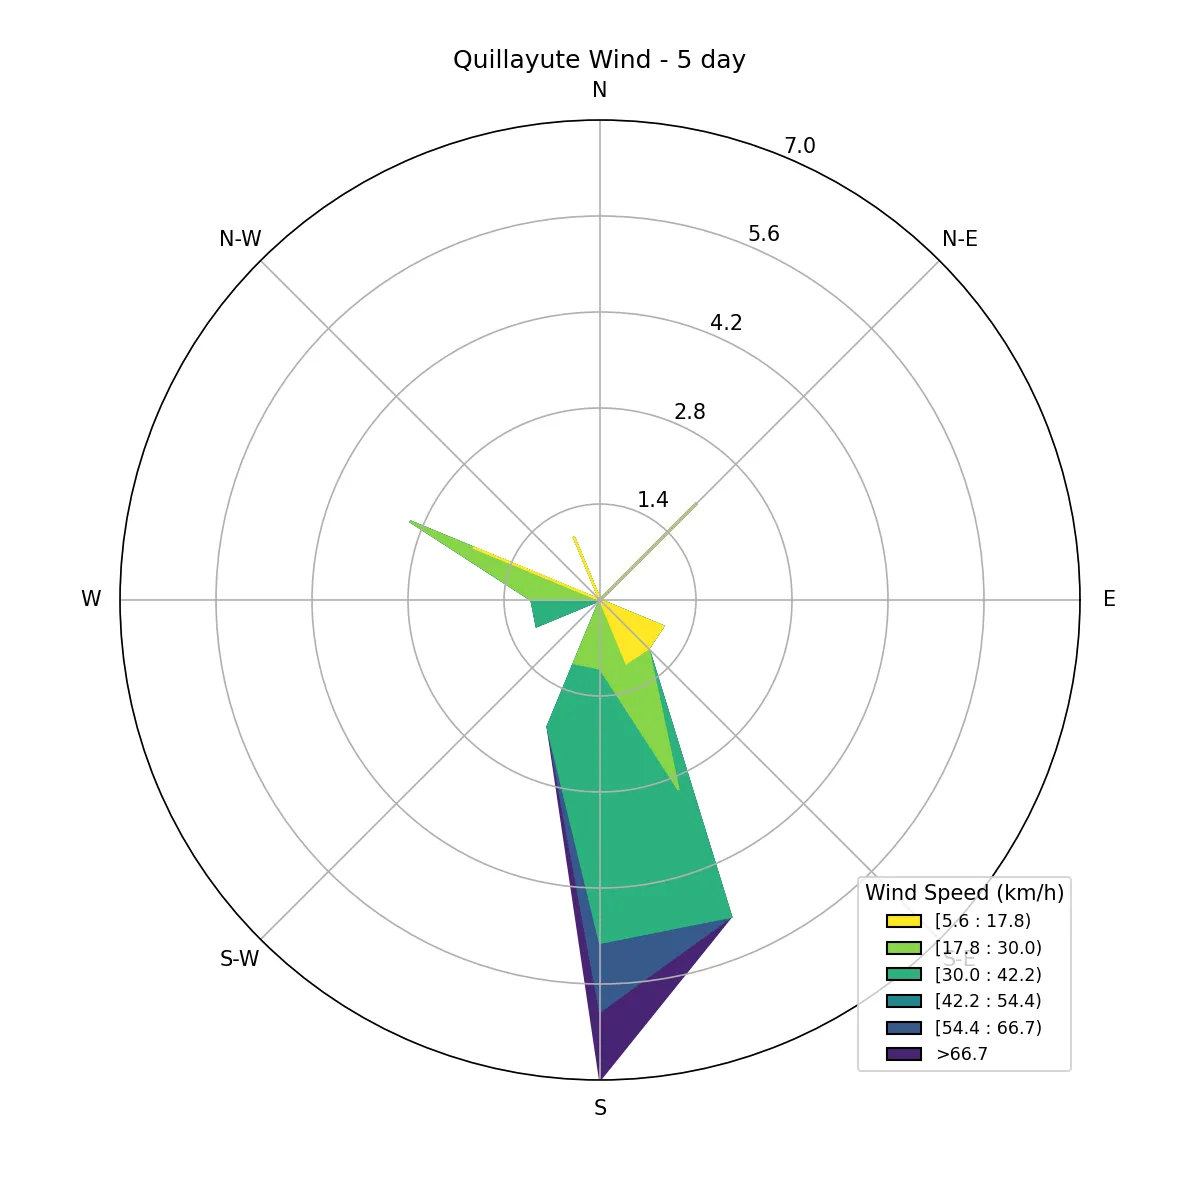 Quillayute Wind - 5 day
N
7.0
5.6
N-W
N-E
4.2
2.8
1.4
W
E
Wind Speed (km/h)
[5.6 : 17.8)
[17.8 : 30.0)
S-W
S-E
[30.0 : 42.2)
[42.2 : 54.4)
[54.4 : 66.7)
>66.7
S